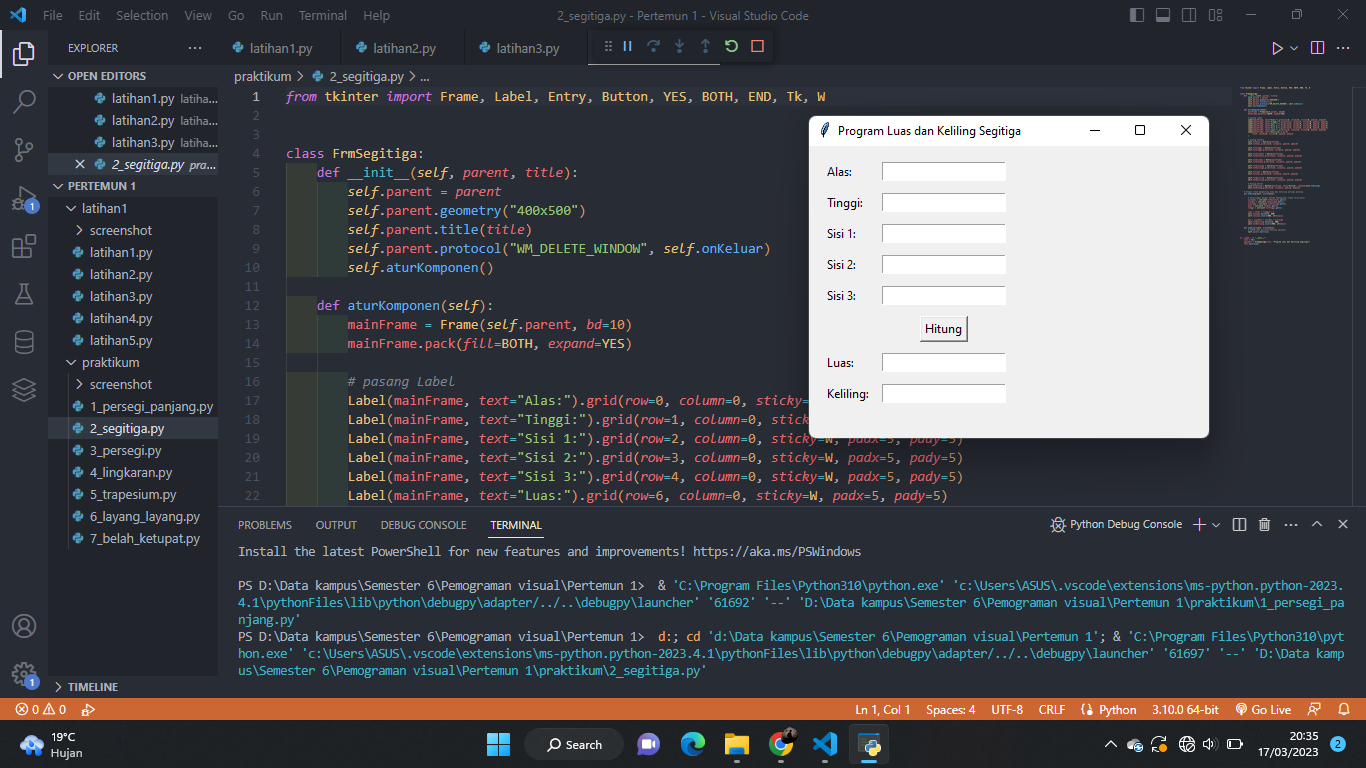 File Edit Selection View Go Run Terminal Help 2_segitiga.py - Pertemun 1 - Visual Studio Code
EXPLORER ···
latihan1.py latihan2.py latihan3.py
OPEN EDITORS
latihan1.py latiha...
latihan2.py latiha...
latihan3.py latiha...
2_segitiga.py pra...
PERTEMUN 1
latihan1
screenshot
latihan1.py
latihan2.py
latihan3.py
latihan4.py
latihan5.py
praktikum
screenshot
1_persegi_panjang.py
2_segitiga.py
3_persegi.py
4_lingkaran.py
5_trapesium.py
6_layang_layang.py
7_belah_ketupat.py
TIMELINE
1
1
praktikum > 2_segitiga.py > ...
1 from tkinter import Frame, Label, Entry, Button, YES, BOTH, END, Tk, W
2
3
4 class FrmSegitiga:
5 def __init__(self, parent, title):
6 self.parent = parent
7 self.parent.geometry("400x500")
8 self.parent.title(title)
9 self.parent.protocol("WM_DELETE_WINDOW", self.onKeluar)
10 self.aturKomponen()
11
12 def aturKomponen(self):
13 mainFrame = Frame(self.parent, bd=10)
14 mainFrame.pack(fill=BOTH, expand=YES)
15
16 # pasang Label
17 Label(mainFrame, text="Alas:").grid(row=0, column=0, sticky=
18 Label(mainFrame, text="Tinggi:").grid(row=1, column=0, stick
19 Label(mainFrame, text="Sisi 1:").grid(row=2, column=0, sticky=W, padx=5, pady=5)
20 Label(mainFrame, text="Sisi 2:").grid(row=3, column=0, sticky=W, padx=5, pady=5)
21 Label(mainFrame, text="Sisi 3:").grid(row=4, column=0, sticky=W, padx=5, pady=5)
22 Label(mainFrame, text="Luas:").grid(row=6, column=0, sticky=W, padx=5, pady=5)
Program Luas dan Keliling Segitiga
Alas:
Tinggi:
Sisi 1:
Sisi 2:
Sisi 3:
Hitung
Luas:
Keliling:
PROBLEMS OUTPUT DEBUG CONSOLE TERMINAL Python Debug Console
Install the latest PowerShell for new features and improvements! https://aka.ms/PSWindows
PS D:\Data kampus\Semester 6\Pemograman visual\Pertemun 1> & 'C:\Program Files\Python310\python.exe' 'c:\Users\ASUS\.vscode\extensions\ms-python.python-2023.
4.1\pythonFiles\lib\python\debugpy\adapter/../..\debugpy\launcher' '61692' '--' 'D:\Data kampus\Semester 6\Pemograman visual\Pertemun 1\praktikum\1_persegi_pa
njang.py'
PS D:\Data kampus\Semester 6\Pemograman visual\Pertemun 1> d:; cd 'd:\Data kampus\Semester 6\Pemograman visual\Pertemun 1'; & 'C:\Program Files\Python310\pyt
hon.exe' 'c:\Users\ASUS\.vscode\extensions\ms-python.python-2023.4.1\pythonFiles\lib\python\debugpy\adapter/../..\debugpy\launcher' '61697' '--' 'D:\Data kamp
us\Semester 6\Pemograman visual\Pertemun 1\praktikum\2_segitiga.py'
0 0 Ln 1, Col 1 Spaces: 4 UTF-8 CRLF Python 3.10.0 64-bit Go Live
19°C
Hujan
Search
20:35
17/03/2023
2